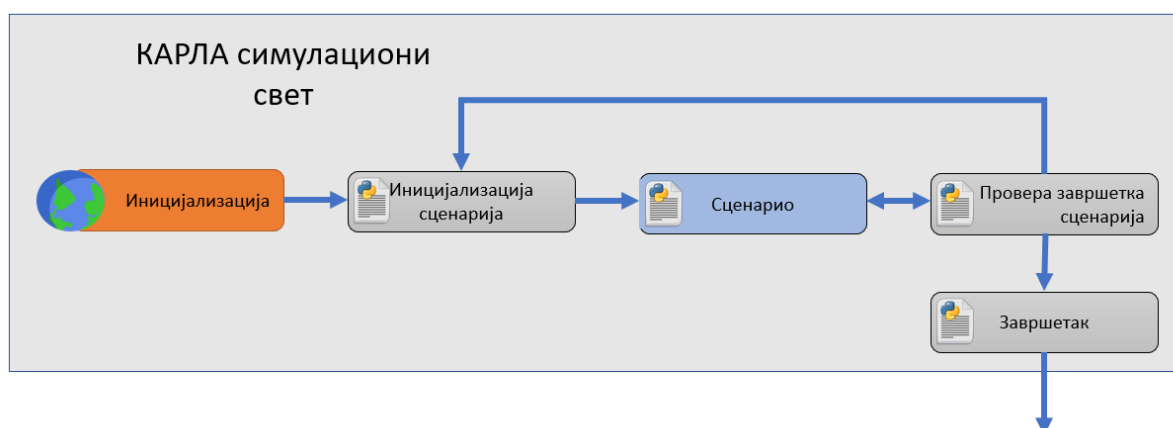 КАРЛА симулациони
свет
Иницијализација
Иницијализација
сценарија
Сценарио
Провера завршетка
сценарија
Завршетак